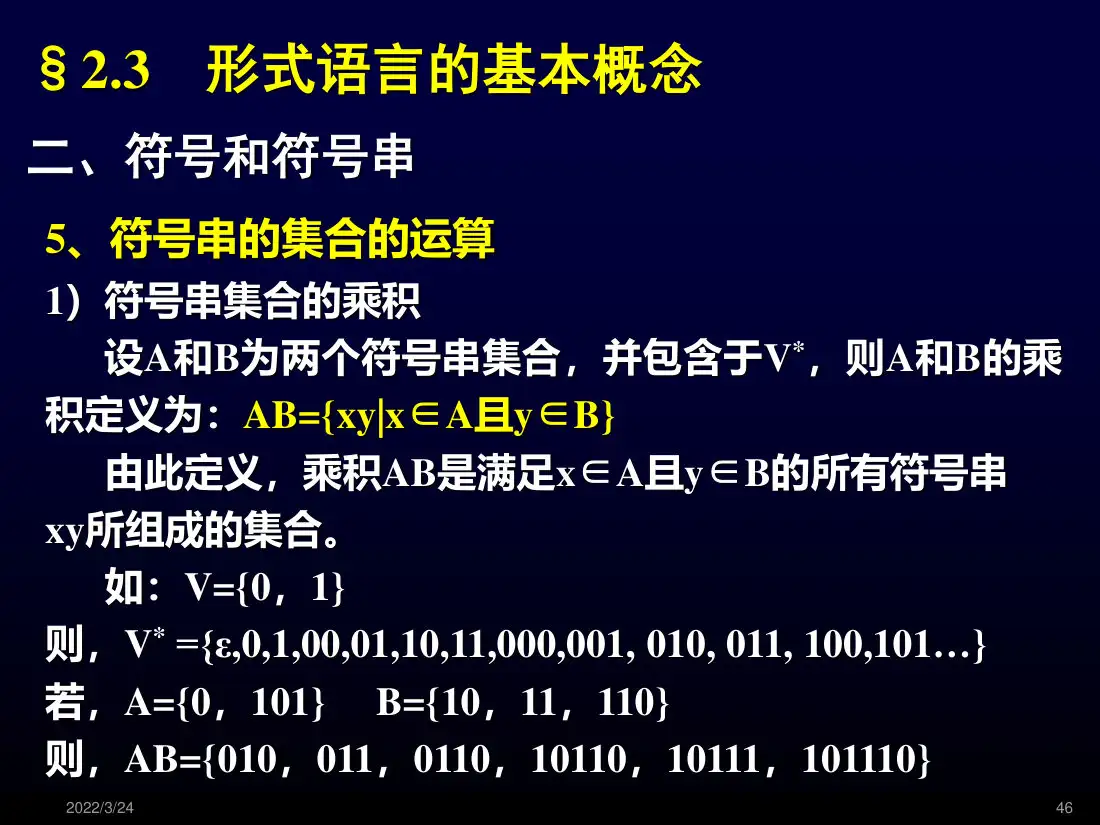 §2.3 形式语言的基本概念
二、符号和符号串
5、符号串的集合的运算
1）符号串集合的乘积
设A和B为两个符号串集合，并包含于V*，则A和B的乘
积定义为：AB={xy|x∈A且y∈B}
由此定义，乘积AB是满足x∈A且y∈B的所有符号串
xy所组成的集合。
如：V={0，1}
则，V* ={ε,0,1,00,01,10,11,000,001, 010, 011, 100,101…}
若，A={0，101} B={10，11，110}
则，AB={010，011，0110，10110，10111，101110}
2022/3/24 46